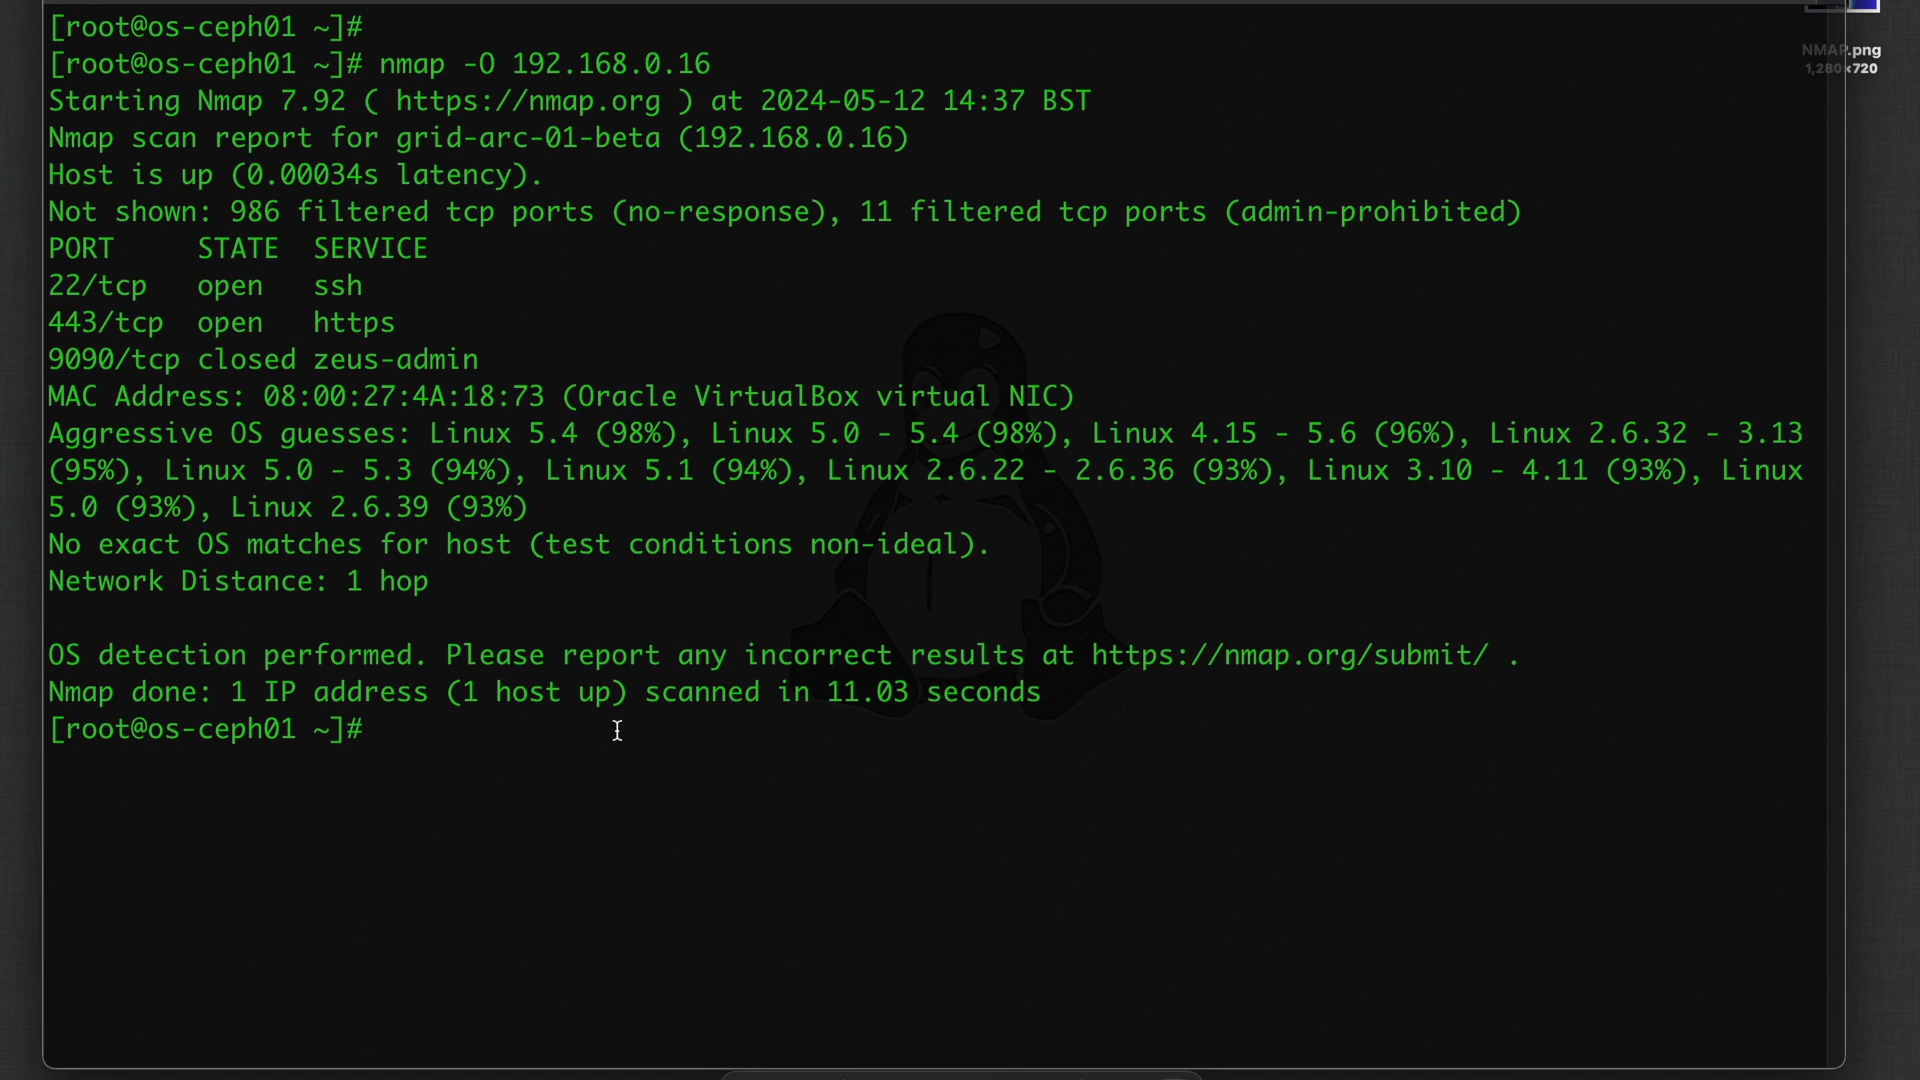 [root@os-ceph01 ~]#
[root@os-ceph01 ~]# nmap -O 192.168.0.16
Starting Nmap 7.92 ( https://nmap.org ) at 2024-05-12 14:37 BST
Nmap scan report for grid-arc-01-beta (192.168.0.16)
Host is up (0.00034s latency).
Not shown: 986 filtered tcp ports (no-response), 11 filtered tcp ports (admin-prohibited)
PORT     STATE  SERVICE
22/tcp   open   ssh
443/tcp  open   https
9090/tcp closed zeus-admin
MAC Address: 08:00:27:4A:18:73 (Oracle VirtualBox virtual NIC)
Aggressive OS guesses: Linux 5.4 (98%), Linux 5.0 - 5.4 (98%), Linux 4.15 - 5.6 (96%), Linux 2.6.32 - 3.13
(95%), Linux 5.0 - 5.3 (94%), Linux 5.1 (94%), Linux 2.6.22 - 2.6.36 (93%), Linux 3.10 - 4.11 (93%), Linux
5.0 (93%), Linux 2.6.39 (93%)
No exact OS matches for host (test conditions non-ideal).
Network Distance: 1 hop
OS detection performed. Please report any incorrect results at https://nmap.org/submit/ .
Nmap done: 1 IP address (1 host up) scanned in 11.03 seconds
[root@os-ceph01 ~]#
NMAP.png
1,280×720